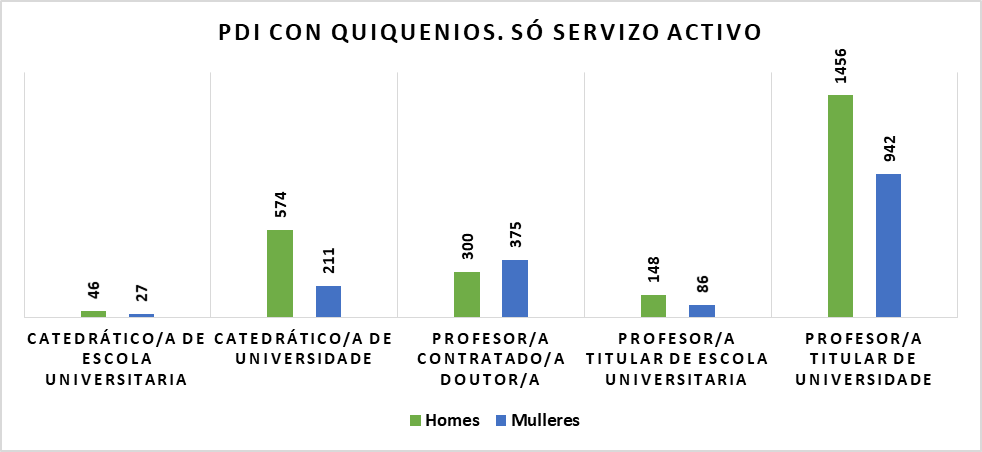 PDI CON QUIQUENIOS. SÓ SERVIZO ACTIVO
46
27
574
211
300
375
148
86
1456
942
CATEDRÁTICO/A DE
ESCOLA
UNIVERSITARIA
CATEDRÁTICO/A DE
UNIVERSIDADE
PROFESOR/A
CONTRATADO/A
DOUTOR/A
PROFESOR/A
TITULAR DE ESCOLA
UNIVERSITARIA
PROFESOR/A
TITULAR DE
UNIVERSIDADE
Homes
Mulleres